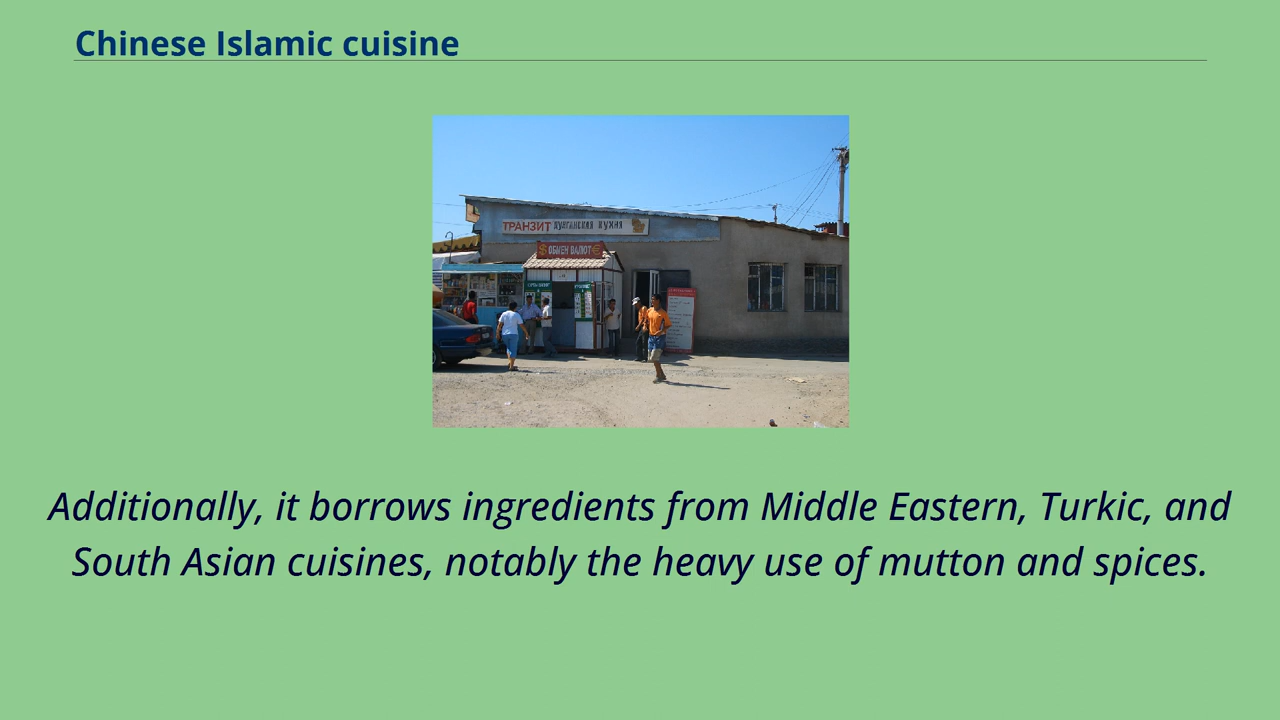 Chinese Islamic cuisine
ТРАНЗИТ ДУНГАНСКАЯ КУХНЯ
ОБМЕН ВАЛЮТ
Additionally, it borrows ingredients from Middle Eastern, Turkic, and
South Asian cuisines, notably the heavy use of mutton and spices.